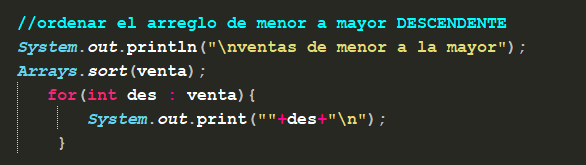 //ordenar el arreglo de menor a mayor DESCENDENTE
System.out.println("\nventas de menor a la mayor");
Arrays.sort(venta);
for(int des : venta){
System.out.print(""+des+"\n");
}